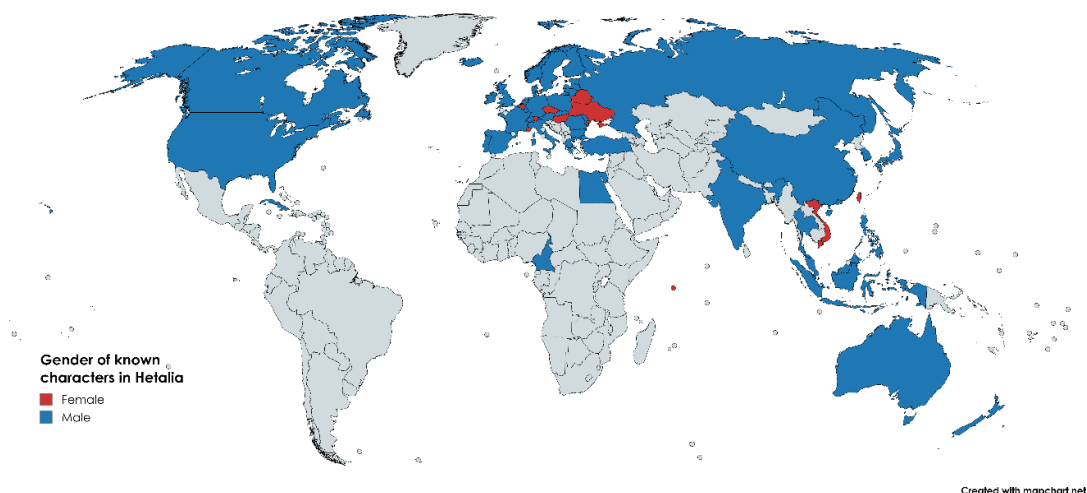 Gender of known
characters in Hetalia
Female
Male
Created with mapchart.net